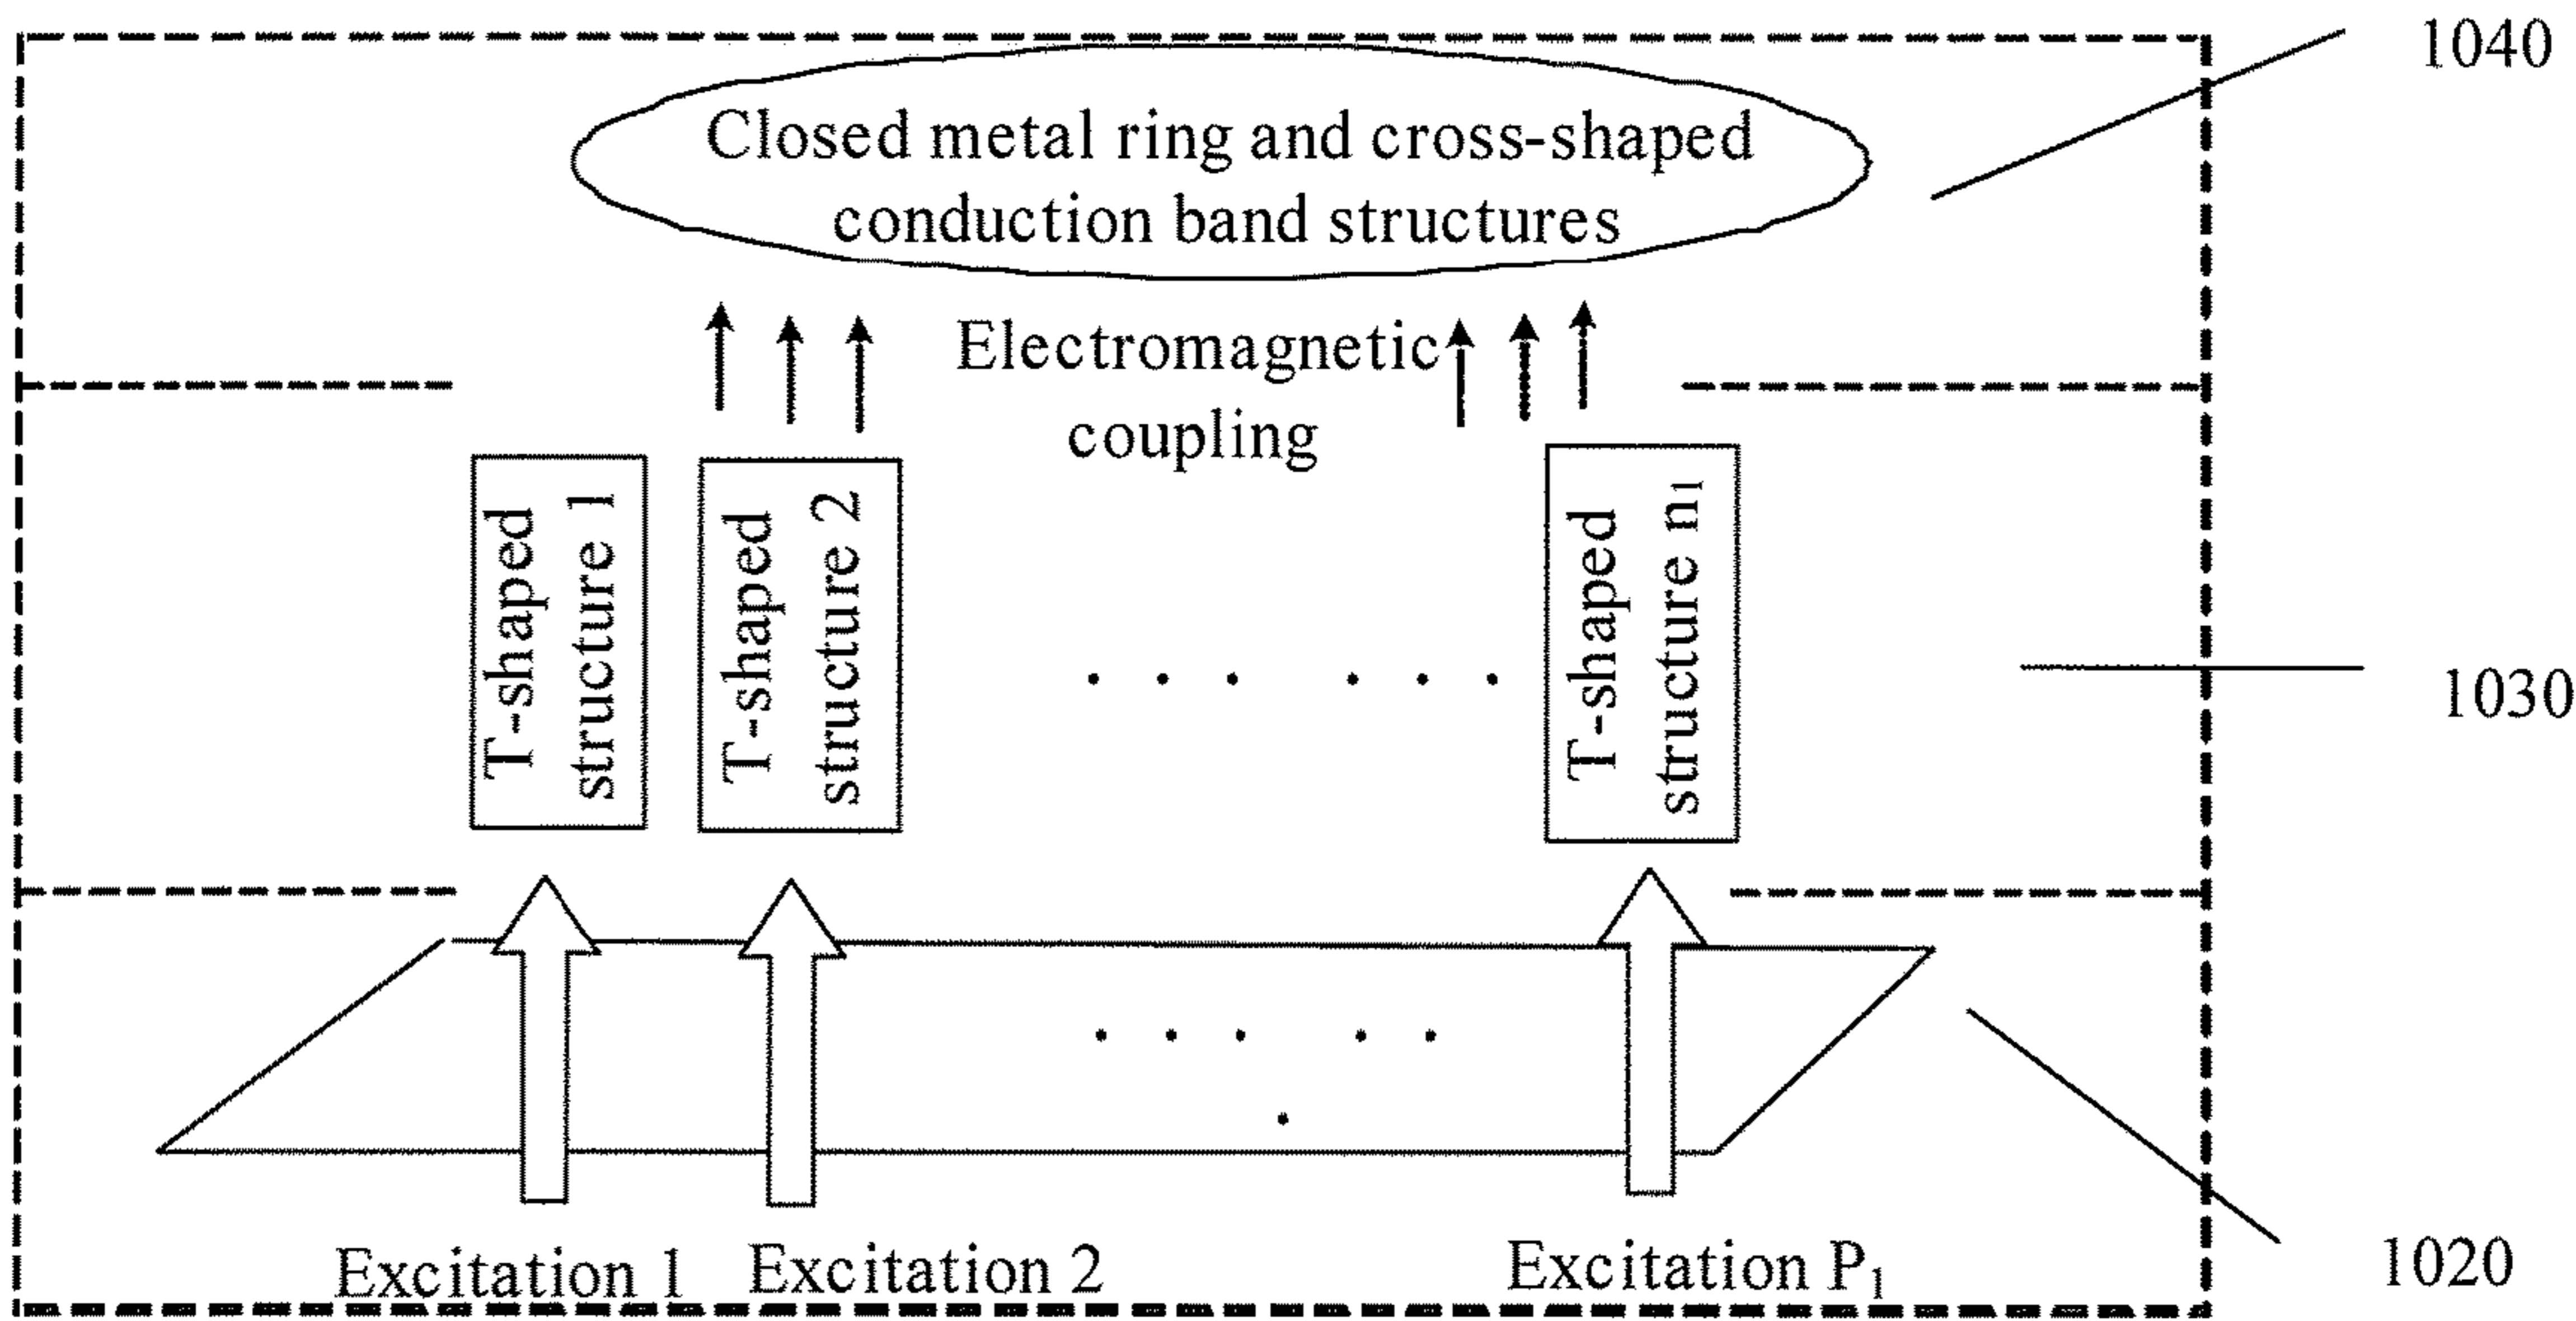 1040
Closed metal ring and cross-shaped
conduction band structures
Electromagnetic
coupling
T-shaped
structure 1
T-shaped
structure 2
T-shaped
structure n₁
1030
Excitation 1
Excitation 2
Excitation P₁
1020